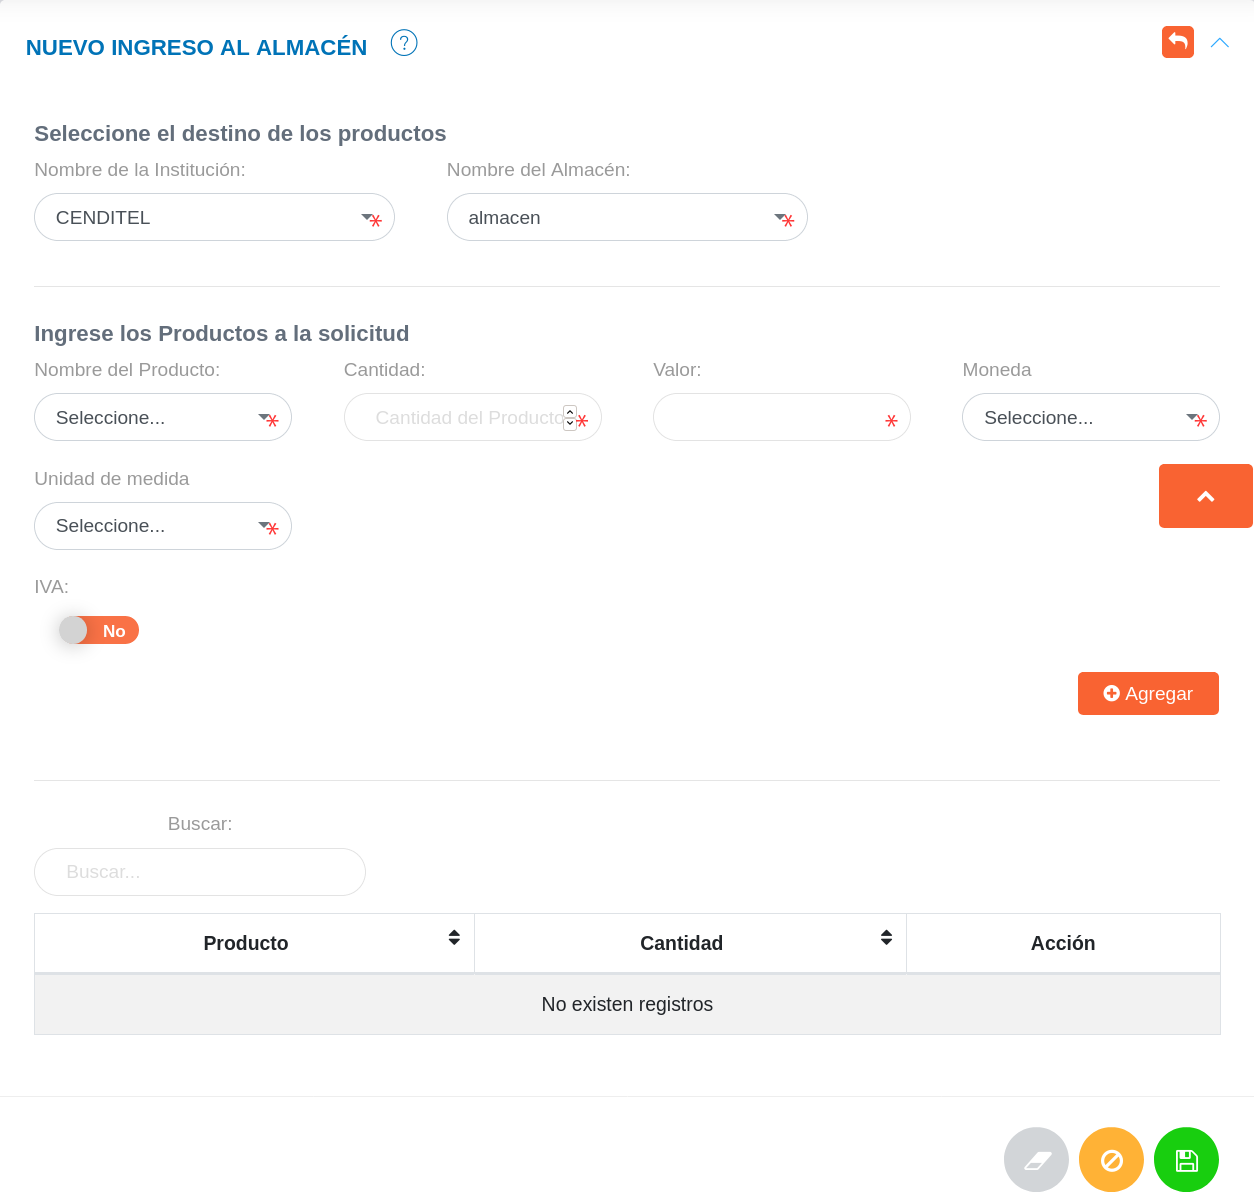 NUEVO INGRESO AL ALMACÉN ?
Seleccione el destino de los productos
Nombre de la Institución: Nombre del Almacén:
CENDITEL * almacen *
Ingrese los Productos a la solicitud
Nombre del Producto: Cantidad: Valor: Moneda
Seleccione... * Cantidad del Producto * * Seleccione... *
Unidad de medida
Seleccione... *
IVA:
No
Agregar
Buscar:
Buscar...
Producto Cantidad Acción
No existen registros